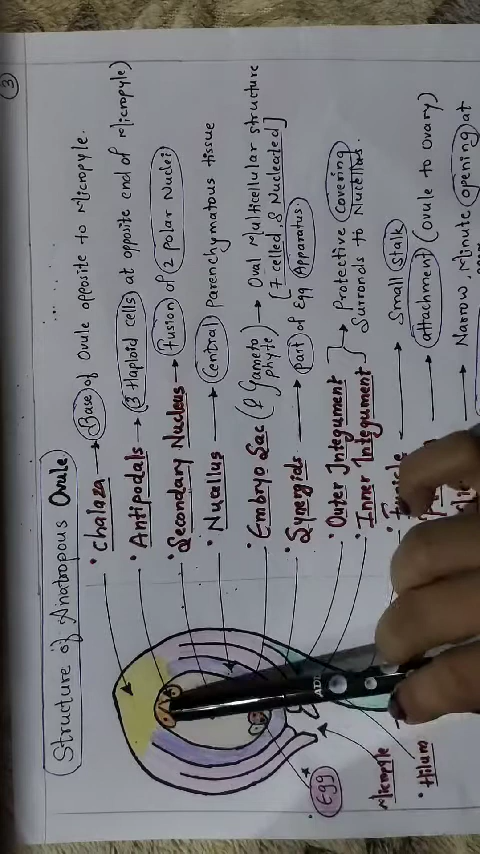 3
Structure of Anatropous Ovule
• Chalaza → Base of Ovule opposite to Micropyle.
• Antipodals → 3 Haploid cells at opposite end of Micropyle)
• Secondary Nucleus → Fusion of 2 Polar Nuclei
• Nucellus → Central Parenchymatous tissue
• Embryo Sac (♀ Gametophyte) → Oval Multicellular structure
[7 celled 8 Nucleated]
• Synergids → part of Egg Apparatus.
• Outer Integument
• Inner Integument } → Protective Covering
Surronds to Nucellus.
→ Small stalk
→ attachment (ovule to ovary)
→ Narrow, Minute opening at
• Egg
Micropyle
• Hilum